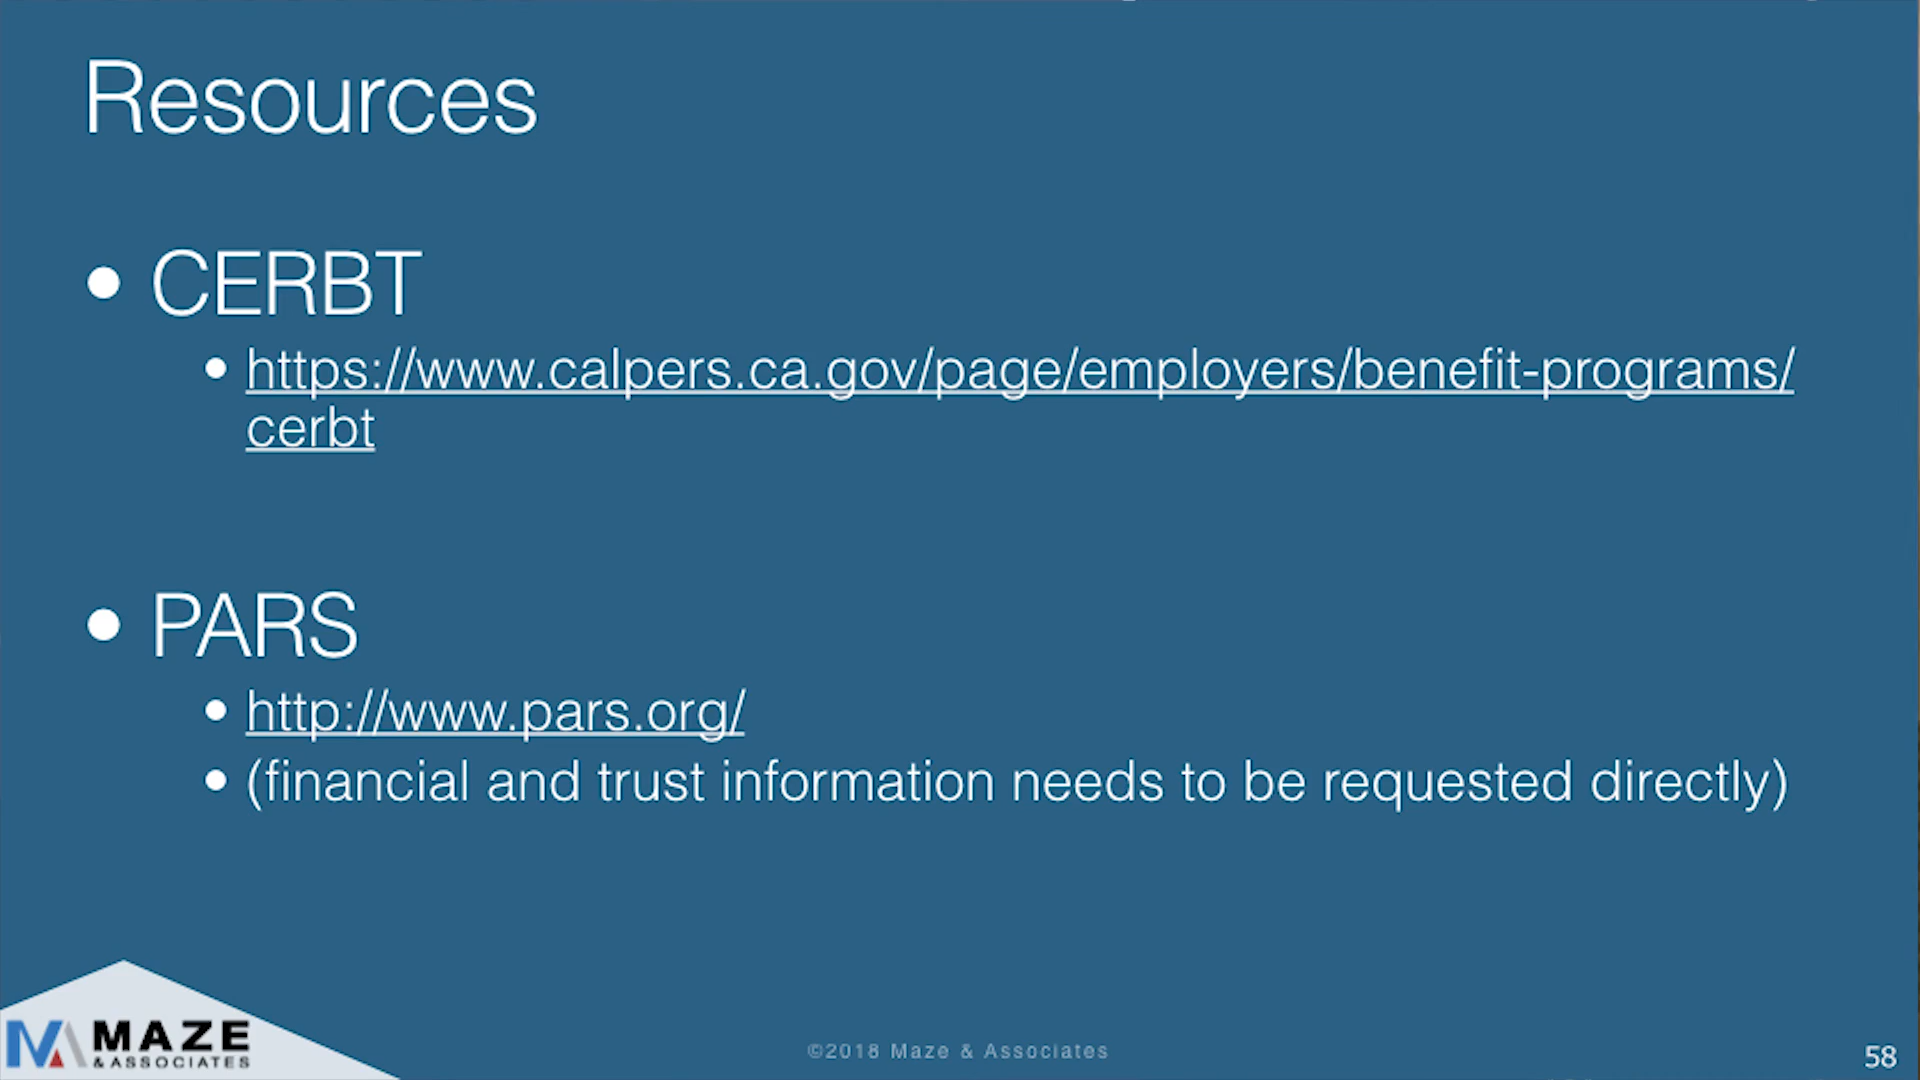 Resources
• CERBT
• https://www.calpers.ca.gov/page/employers/benefit-programs/
cerbt
• PARS
• http://www.pars.org/
• (financial and trust information needs to be requested directly)
MA MAZE
& ASSOCIATES
©2018 Maze & Associates
58